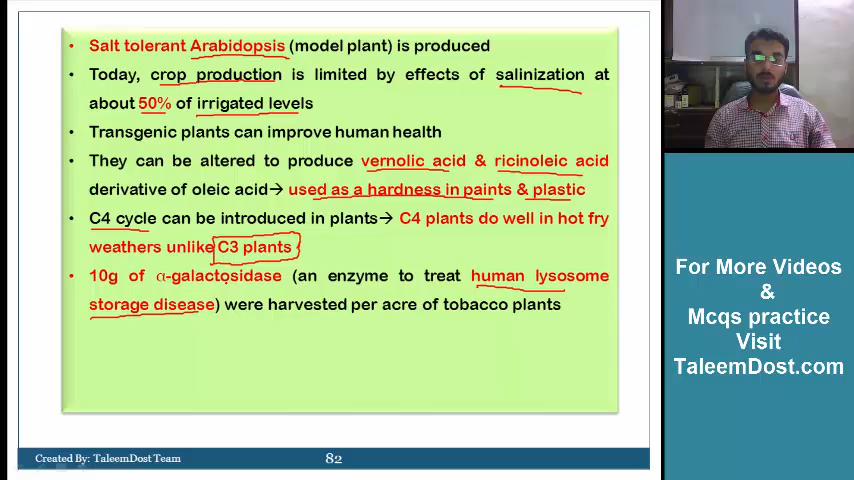 • Salt tolerant Arabidopsis (model plant) is produced
• Today, crop production is limited by effects of salinization at
about 50% of irrigated levels
• Transgenic plants can improve human health
• They can be altered to produce vernolic acid & ricinoleic acid
derivative of oleic acid→ used as a hardness in paints & plastic
• C4 cycle can be introduced in plants→ C4 plants do well in hot fry
weathers unlike C3 plants
• 10g of α-galactosidase (an enzyme to treat human lysosome
storage disease) were harvested per acre of tobacco plants
For More Videos
&
Mcqs practice
Visit
TaleemDost.com
Created By: TaleemDost Team 82